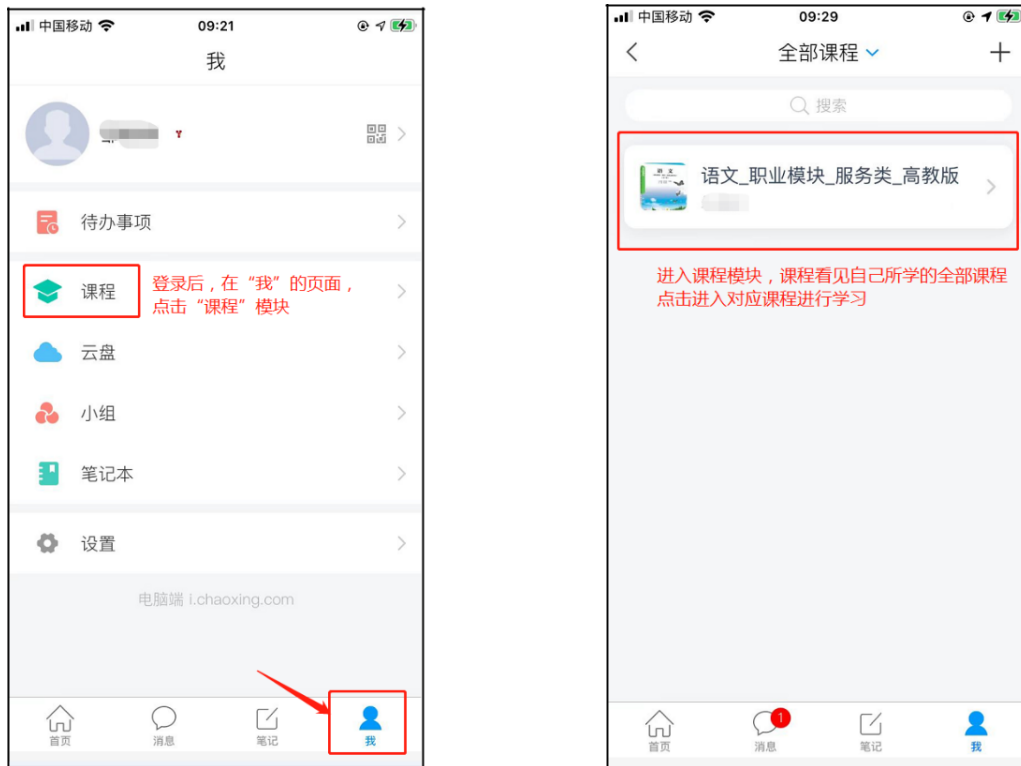 中国移动
09:21
我
待办事项
课程
登录后，在“我”的页面，
点击“课程”模块
云盘
小组
笔记本
设置
电脑端 i.chaoxing.com
首页
消息
笔记
我
中国移动
09:29
全部课程
搜索
语文_职业模块_服务类_高教版
进入课程模块，课程看见自己所学的全部课程
点击进入对应课程进行学习
首页
1
消息
笔记
我